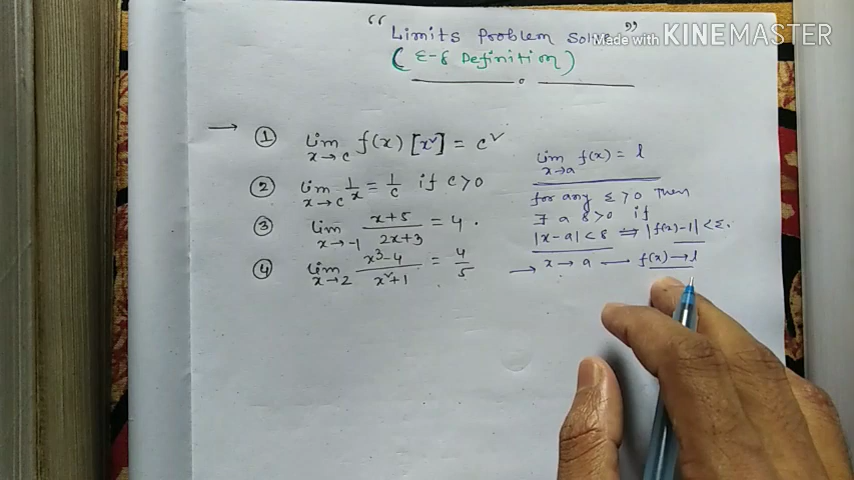 “ Limits Problem Solve ”
Made with KINEMASTER
( ε-δ Definition )
→ ① lim x→c f(x) [x²] = c²
② lim x→c 1/x = 1/c if c>0
③ lim x→-1 x+5/2x+3 = 4 .
④ lim x→2 x³-4/x²+1 = 4/5
lim x→a f(x) = l
for any ε>0 Then
∃ a δ>0 if
|x-a|<δ ⇒ |f(x)-l|<ε.
→ x→a — f(x)→l